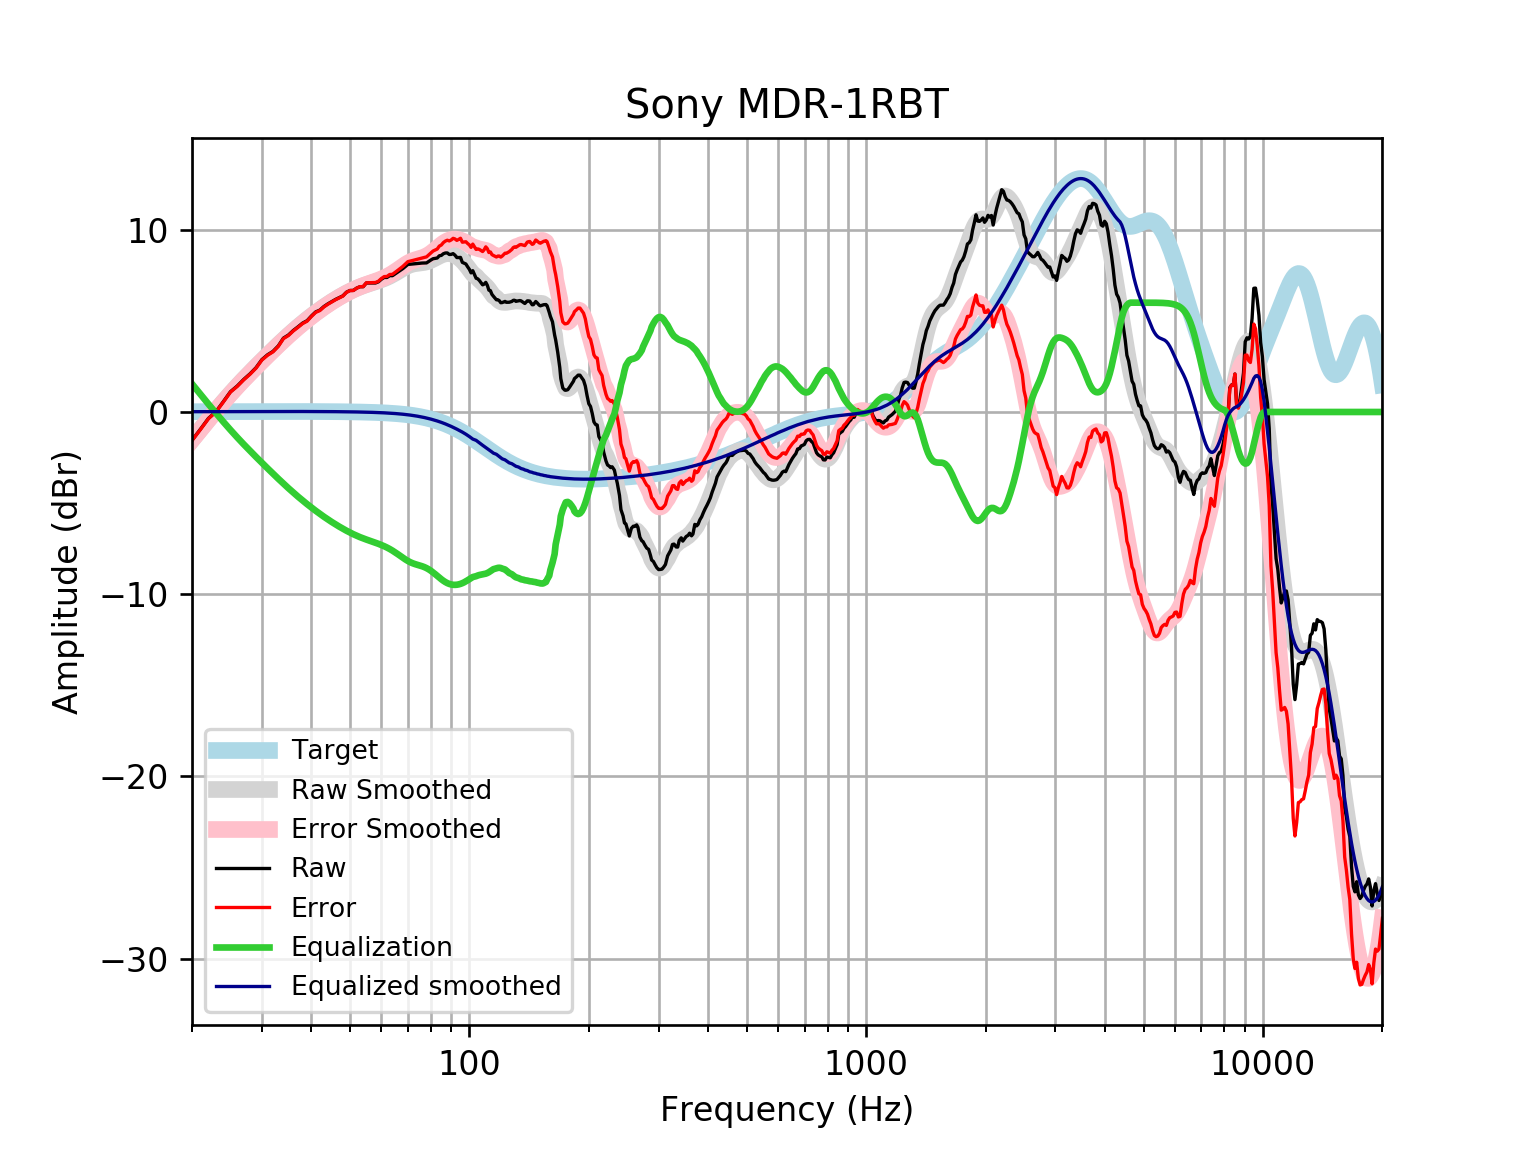 Sony MDR-1RBT
Amplitude (dBr)
10
0
−10
−20
−30
Target
Raw Smoothed
Error Smoothed
Raw
Error
Equalization
Equalized smoothed
100
1000
10000
Frequency (Hz)